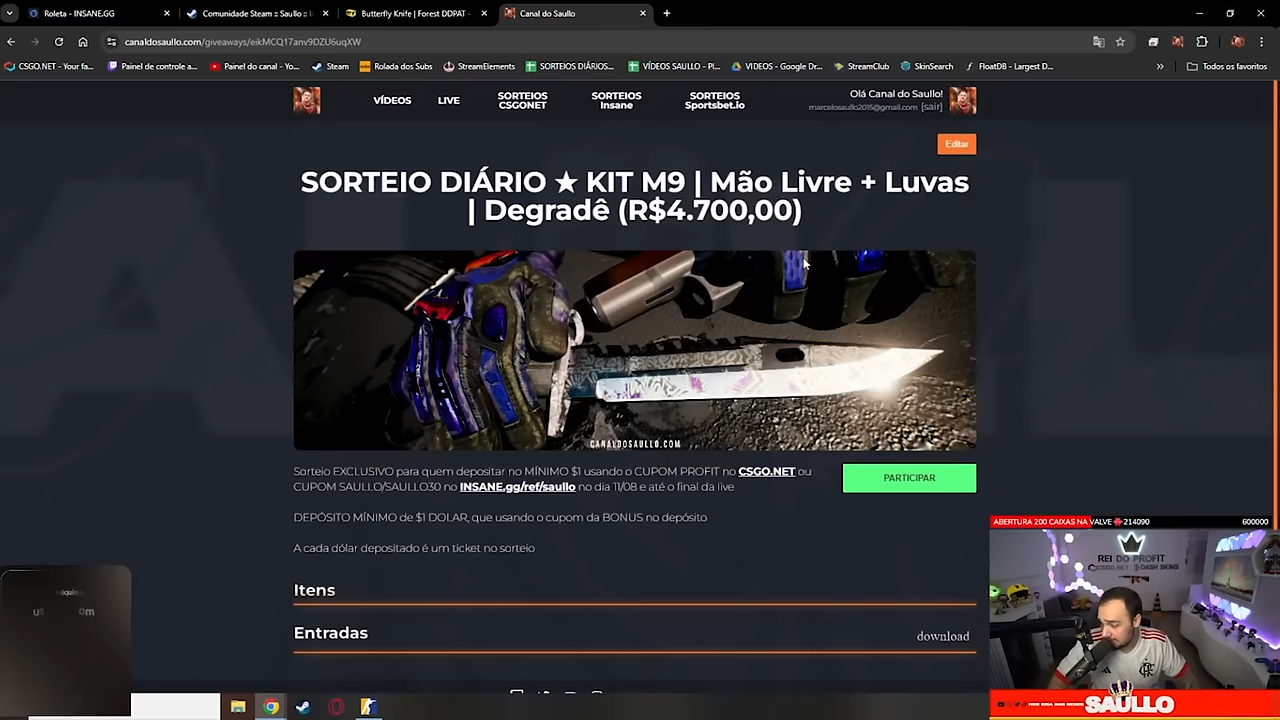 Roleta - INSANE.GG
Comunidade Steam :: Saullo :: I
Butterfly Knife | Forest DDPAT -
Canal do Saullo
canaldosaullo.com/giveaways/eikMCQ17anv9DZU6uqXW
CSGO.NET - Your fa...
Painel de controle a...
Painel do canal - Yo...
Steam
Rolada dos Subs
StreamElements
SORTEIOS DIÁRIOS...
VÍDEOS SAULLO - Pl...
VIDEOS - Google Dr...
StreamClub
SkinSearch
FloatDB - Largest D...
Todos os favoritos
VÍDEOS
LIVE
SORTEIOS
CSGONET
SORTEIOS
Insane
SORTEIOS
Sportsbet.io
Olá Canal do Saullo!
marcelosaullo2015@gmail.com [sair]
Editar
SORTEIO DIÁRIO ★ KIT M9 | Mão Livre + Luvas
| Degradê (R$4.700,00)
CANALDOSAULLO.COM
Sorteio EXCLUSIVO para quem depositar no MÍNIMO $1 usando o CUPOM PROFIT no CSGO.NET ou
CUPOM SAULLO/SAULLO30 no INSANE.gg/ref/saullo no dia 11/08 e até o final da live
PARTICIPAR
DEPÓSITO MÍNIMO de $1 DOLAR, que usando o cupom da BONUS no depósito
A cada dólar depositado é um ticket no sorteio
Itens
Entradas
download
ABERTURA 200 CAIXAS NA VALVE 214090
600000
REI DO PROFIT
CSGO.NET DASH SKINS
SAULLO